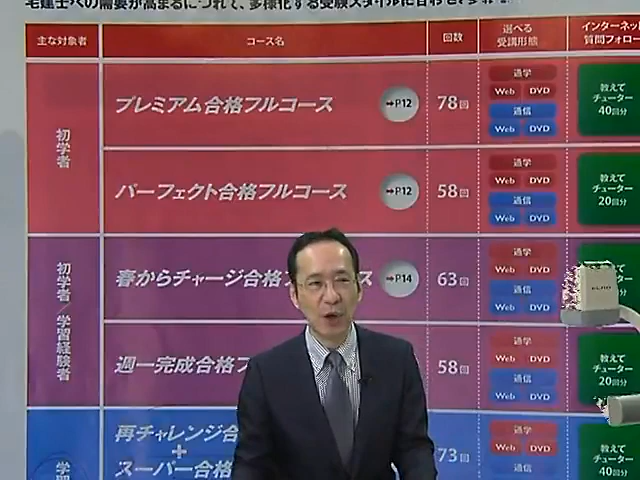 宅建士への需要が高まるにつれて、多様化する受験スタイルに合わせ
主な対象者 コース名 回数 選べる 受講形態 インターネット 質問フォロー
初学者
プレミアム合格フルコース →P.12 78回
通学 Web DVD
通信 Web DVD
教えて チューター 40回分
パーフェクト合格フルコース →P.12 58回
通学 Web DVD
通信 Web DVD
教えて チューター 20回分
初学者/学習経験者
春からチャージ合格 ス →P.14 63回
通学 Web DVD
通信 Web DVD
教えて
ELMO
週一完成合格フ 58回
通学 Web DVD
通信 Web DVD
教えて チューター 20回分
学習
再チャレンジ合
+
スーパー合格
73回
通学 Web DVD
通信
教えて チューター 40回分